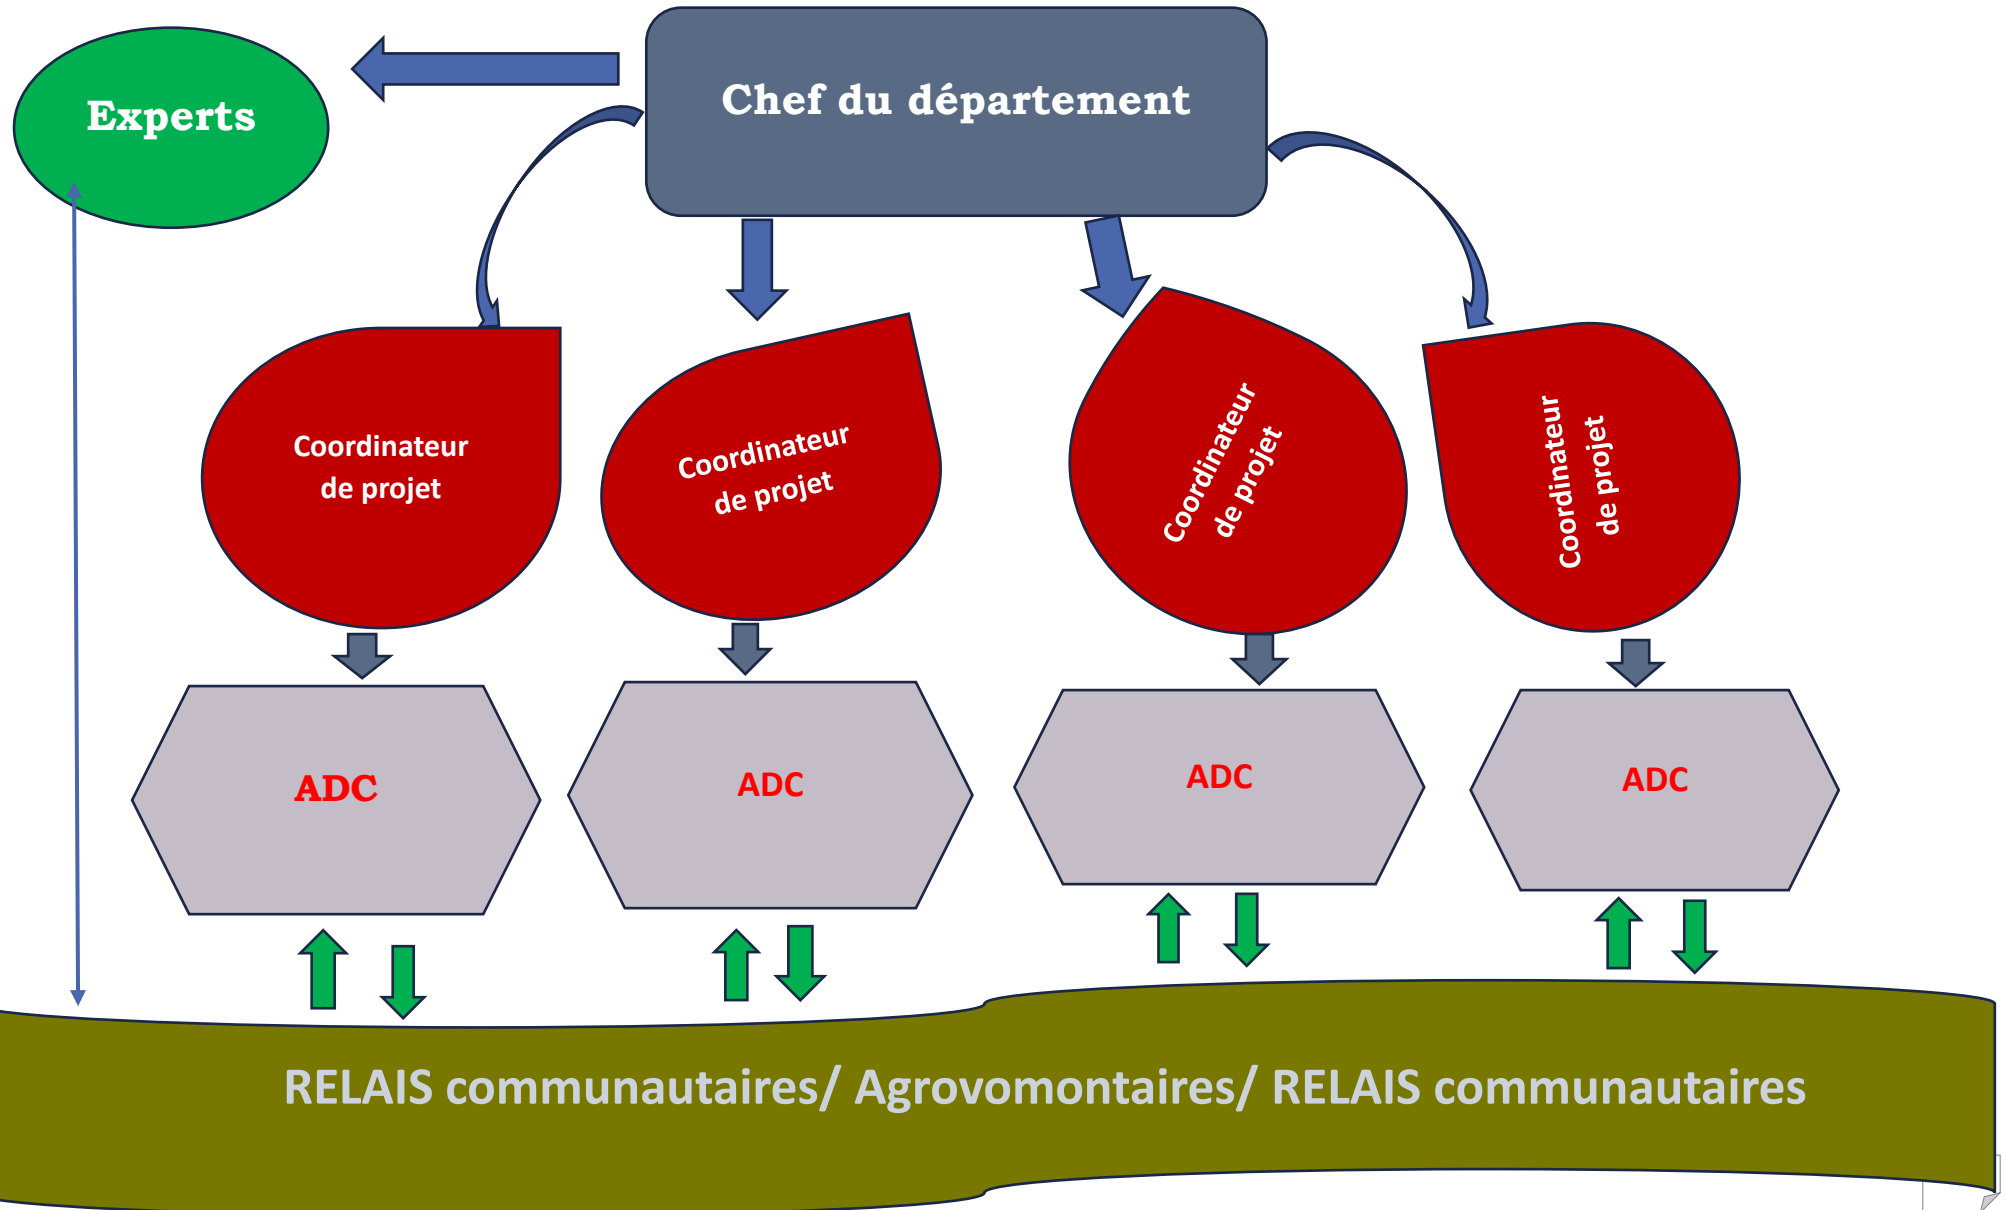 Experts
Chef du département
Coordinateur
de projet
Coordinateur
de projet
Coordinateur
de projet
Coordinateur
de projet
ADC
ADC
ADC
ADC
RELAIS communautaires/ Agrovomontaires/ RELAIS communautaires